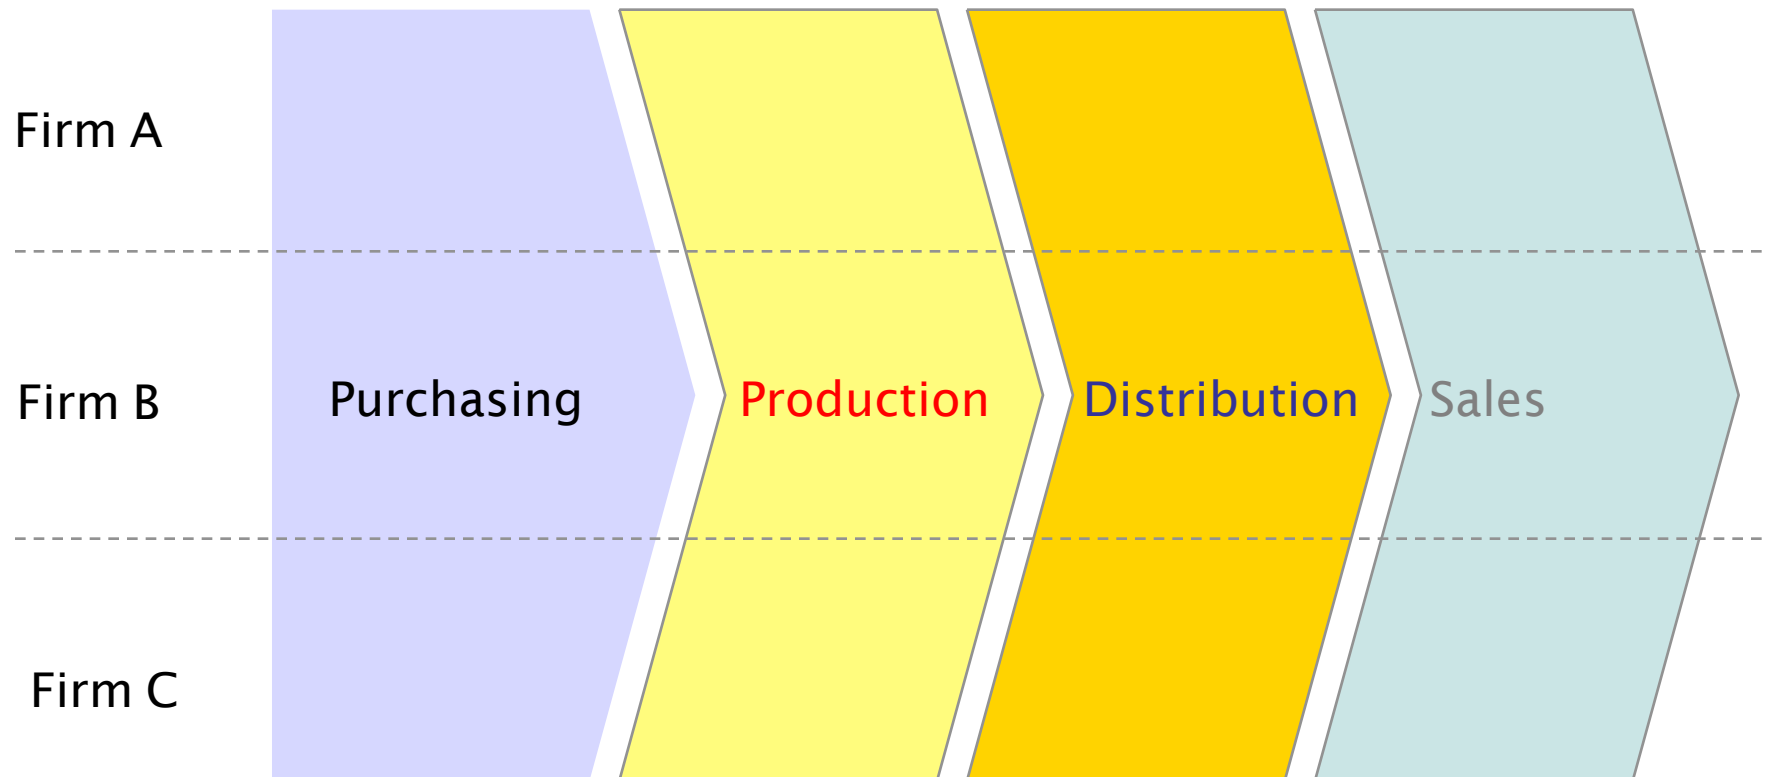 Firm A
Firm B
Purchasing
Production
Distribution
Sales
Firm C